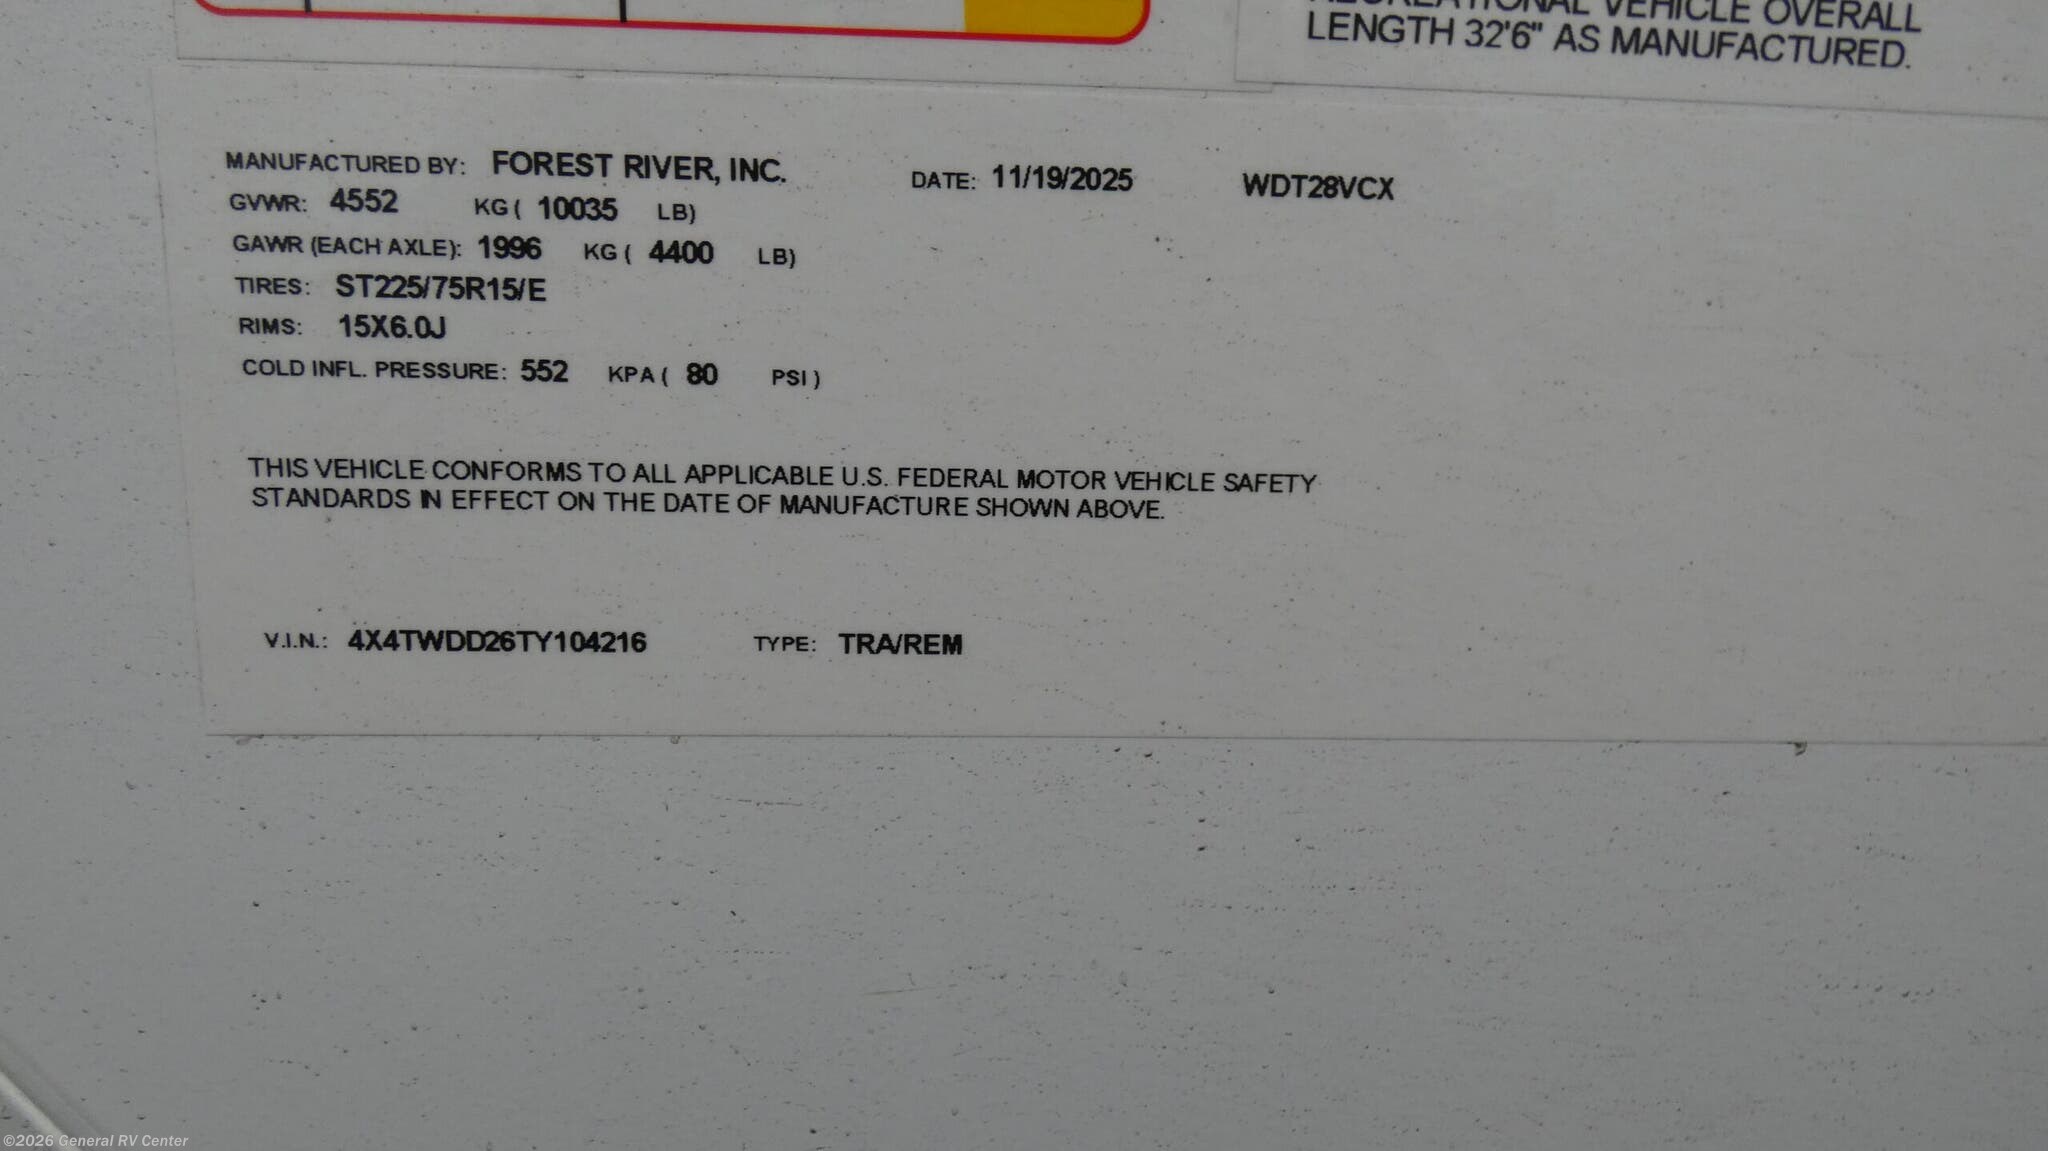 RECREATIONAL VEHICLE OVERALL
LENGTH 32'6" AS MANUFACTURED.
MANUFACTURED BY: FOREST RIVER, INC. DATE: 11/19/2025 WDT28VCX
GVWR: 4552 KG ( 10035 LB)
GAWR (EACH AXLE): 1996 KG ( 4400 LB)
TIRES: ST225/75R15/E
RIMS: 15X6.0J
COLD INFL. PRESSURE: 552 KPA ( 80 PSI )
THIS VEHICLE CONFORMS TO ALL APPLICABLE U.S. FEDERAL MOTOR VEHICLE SAFETY
STANDARDS IN EFFECT ON THE DATE OF MANUFACTURE SHOWN ABOVE.
V.I.N.: 4X4TWDD26TY104216 TYPE: TRA/REM
©2026 General RV Center